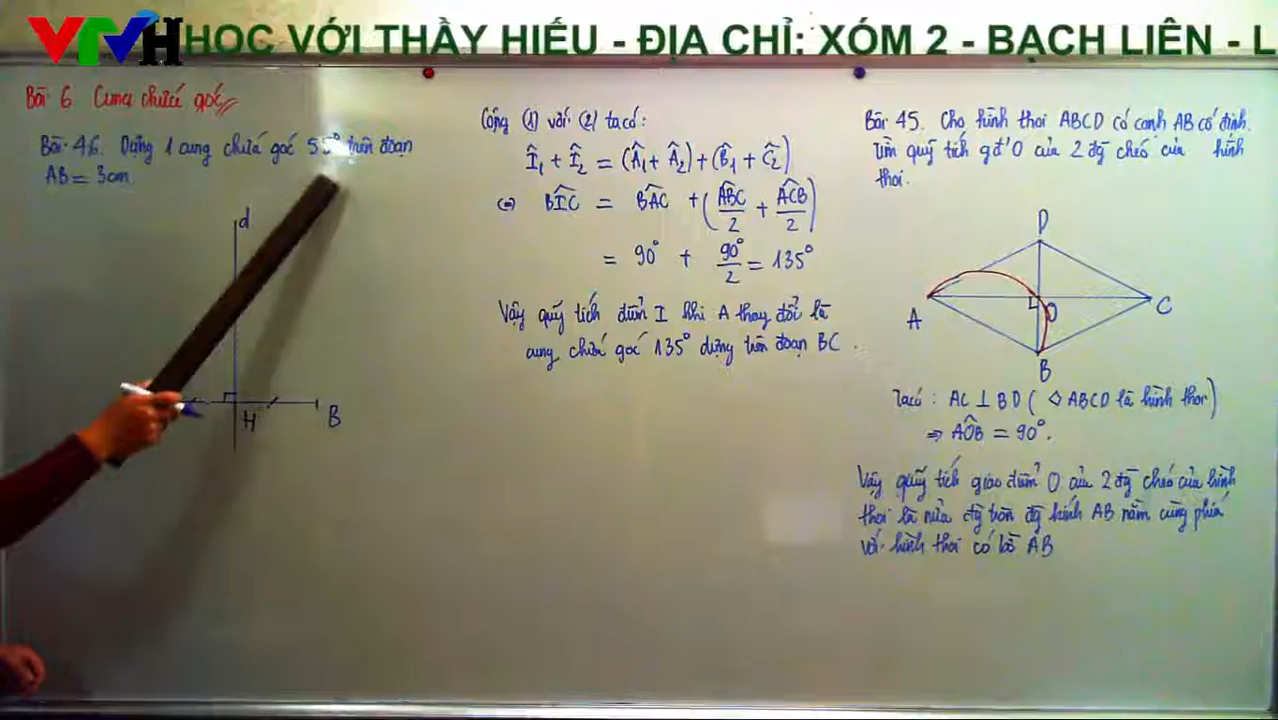 VTVH
HỌC VỚI THẦY HIẾU - ĐỊA CHỈ: XÓM 2 - BẠCH LIÊN - L
Bài 6 Cung chứa góc
Bài 46. Dựng 1 cung chứa góc 55° trên đoạn
AB = 3cm
d
H
B
Cộng (1) với (2) ta có:
Î₁ + Î₂ = (Â₁ + Â₂) + (B̂₁ + Ĉ₂)
⇔ BÎC = BÂC + (AB̂C/2 + AĈB/2)
= 90° + 90°/2 = 135°
Vậy quỹ tích điểm I khi A thay đổi là
cung chứa góc 135° dựng trên đoạn BC.
Bài 45. Cho hình thoi ABCD có cạnh AB cố định.
Tìm quỹ tích gđ' O của 2 đg chéo của hình
thoi.
D
A
O
C
B
Ta có: AC ⊥ BD (◇ABCD là hình thoi)
⇒ AÔB = 90°.
Vậy quỹ tích giao điểm O của 2 đg chéo của hình
thoi là nửa đg tròn đg kính AB nằm cùng phía
với hình thoi có bờ AB